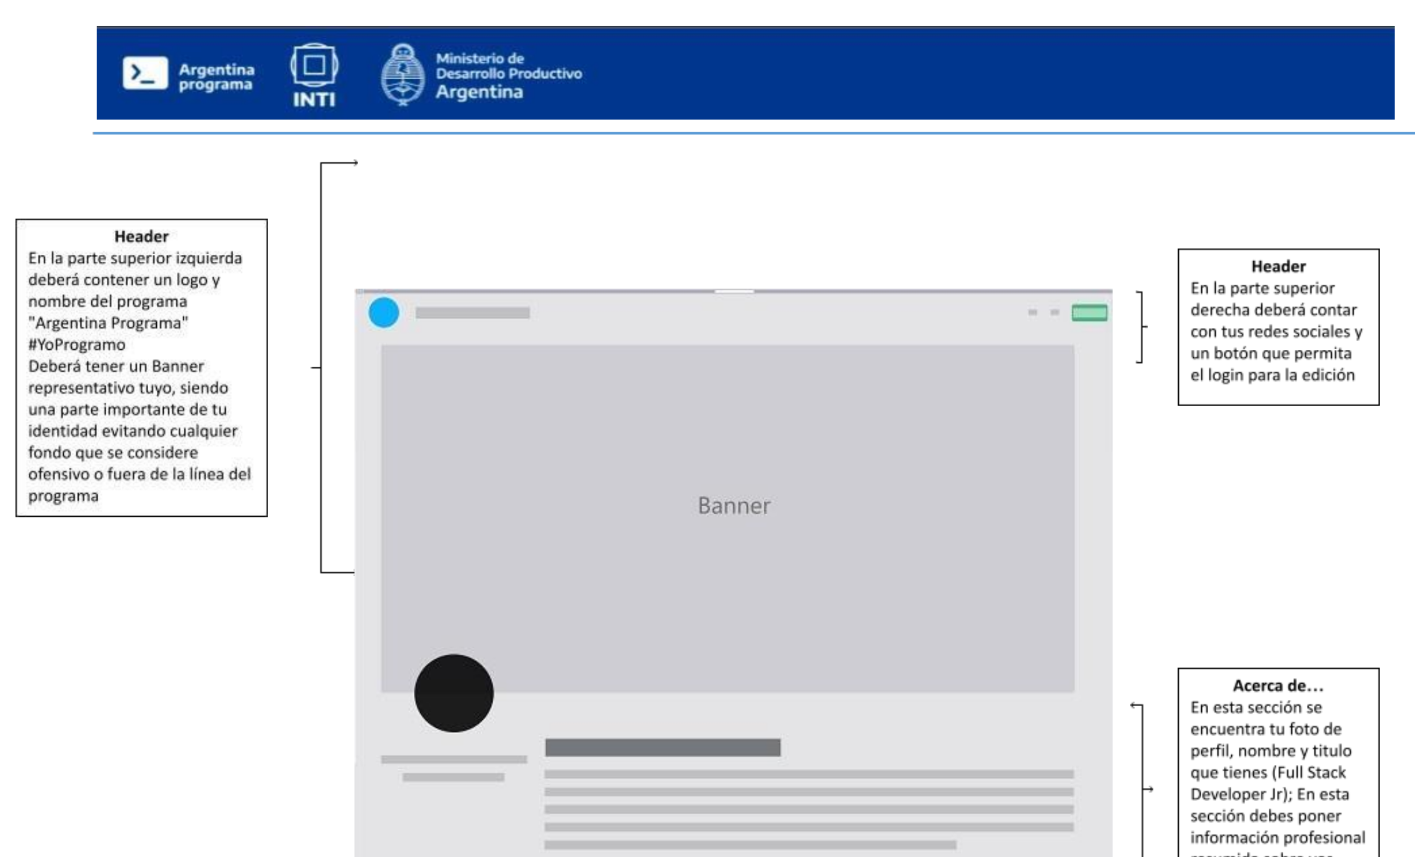 Argentina
programa
INTI
Ministerio de
Desarrollo Productivo
Argentina
Header
En la parte superior izquierda
deberá contener un logo y
nombre del programa
"Argentina Programa"
#YoProgramo
Deberá tener un Banner
representativo tuyo, siendo
una parte importante de tu
identidad evitando cualquier
fondo que se considere
ofensivo o fuera de la línea del
programa
Header
En la parte superior
derecha deberá contar
con tus redes sociales y
un botón que permita
el login para la edición
Banner
Acerca de...
En esta sección se
encuentra tu foto de
perfil, nombre y titulo
que tienes (Full Stack
Developer Jr); En esta
sección debes poner
información profesional